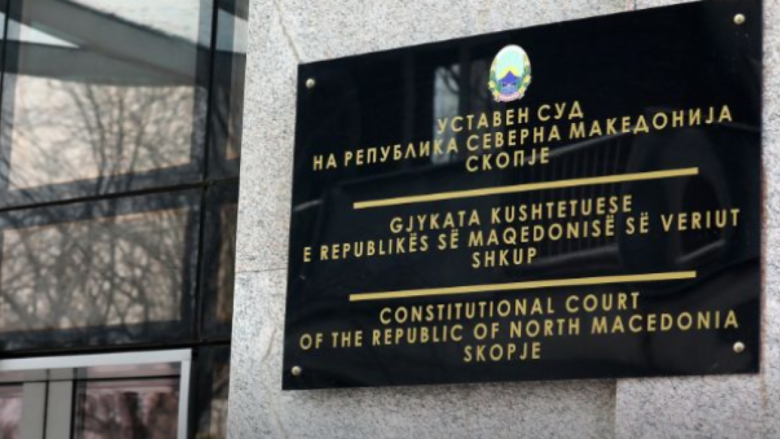 УСТАВЕН СУД
НА РЕПУБЛИКА СЕВЕРНА МАКЕДОНИЈА
СКОПЈЕ
GJYKATA KUSHTETUESE
E REPUBLIKËS SË MAQEDONISË SË VERIUT
SHKUP
CONSTITUTIONAL COURT
OF THE REPUBLIC OF NORTH MACEDONIA
SKOPJE